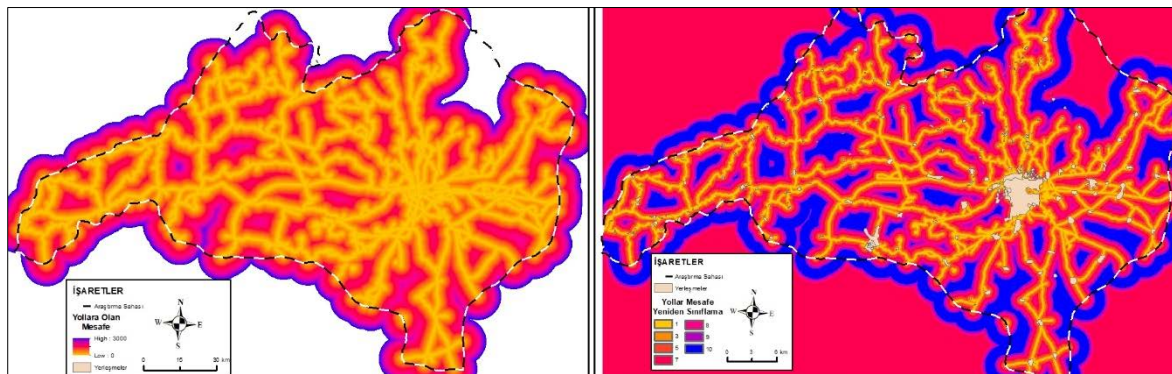 İŞARETLER
Araştırma Sahası
Yollara Olan
Mesafe
High : 3000
Low : 0
Yerleşmeler
N
W E
S
0 15 30 km
İŞARETLER
Araştırma Sahası
Yerleşmeler
Yollar Mesafe
Yeniden Sınıflama
1 8
3 9
5 10
7
N
W E
S
0 3 6 km